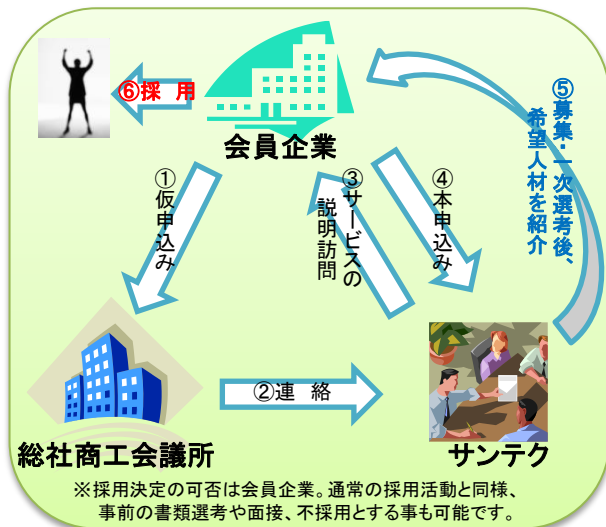 ⑥採　用
会員企業
①仮申込み
③サービスの
説明訪問
④本申込み
⑤募集・一次選考後、
希望人材を紹介
②連　絡
総社商工会議所
サンテク
※採用決定の可否は会員企業。通常の採用活動と同様、
事前の書類選考や面接、不採用とする事も可能です。